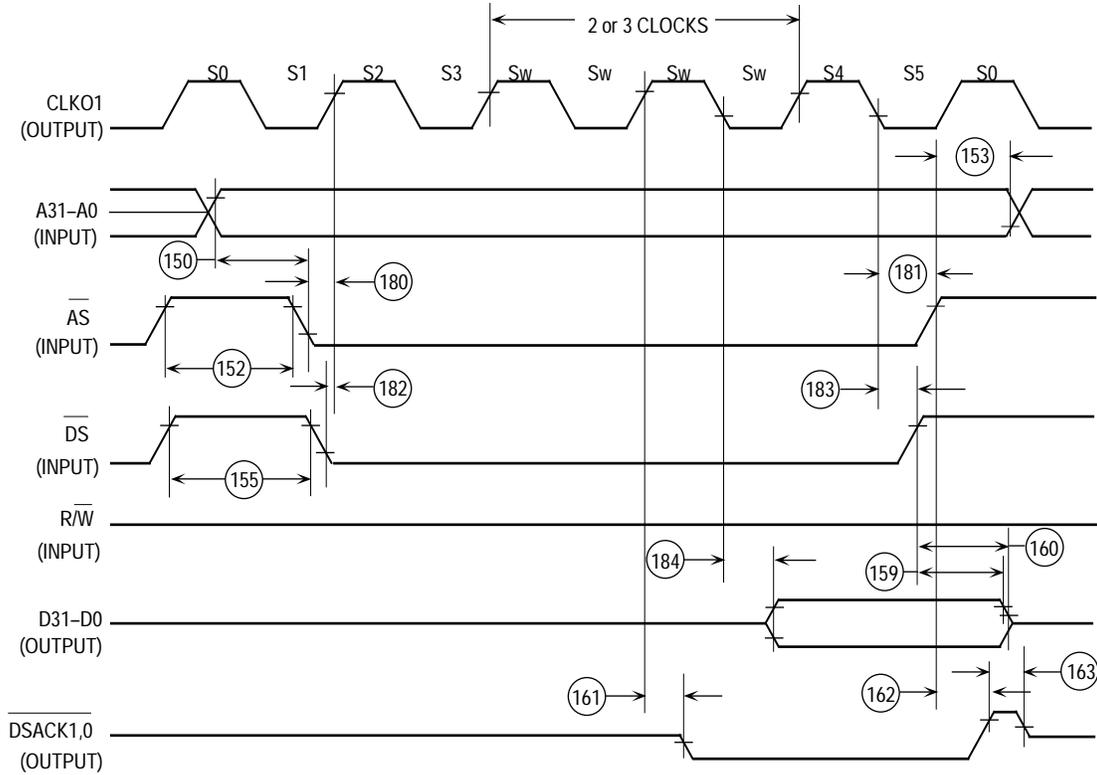 2 or 3 CLOCKS
S0 S1 S2 S3 Sw Sw Sw Sw S4 S5 S0
CLKO1
(OUTPUT)
153
A31–A0
(INPUT)
150
180
181
AS
(INPUT)
152
182
183
DS
(INPUT)
155
R/W
(INPUT)
184
160
159
D31–D0
(OUTPUT)
161
162
163
DSACK1,0
(OUTPUT)